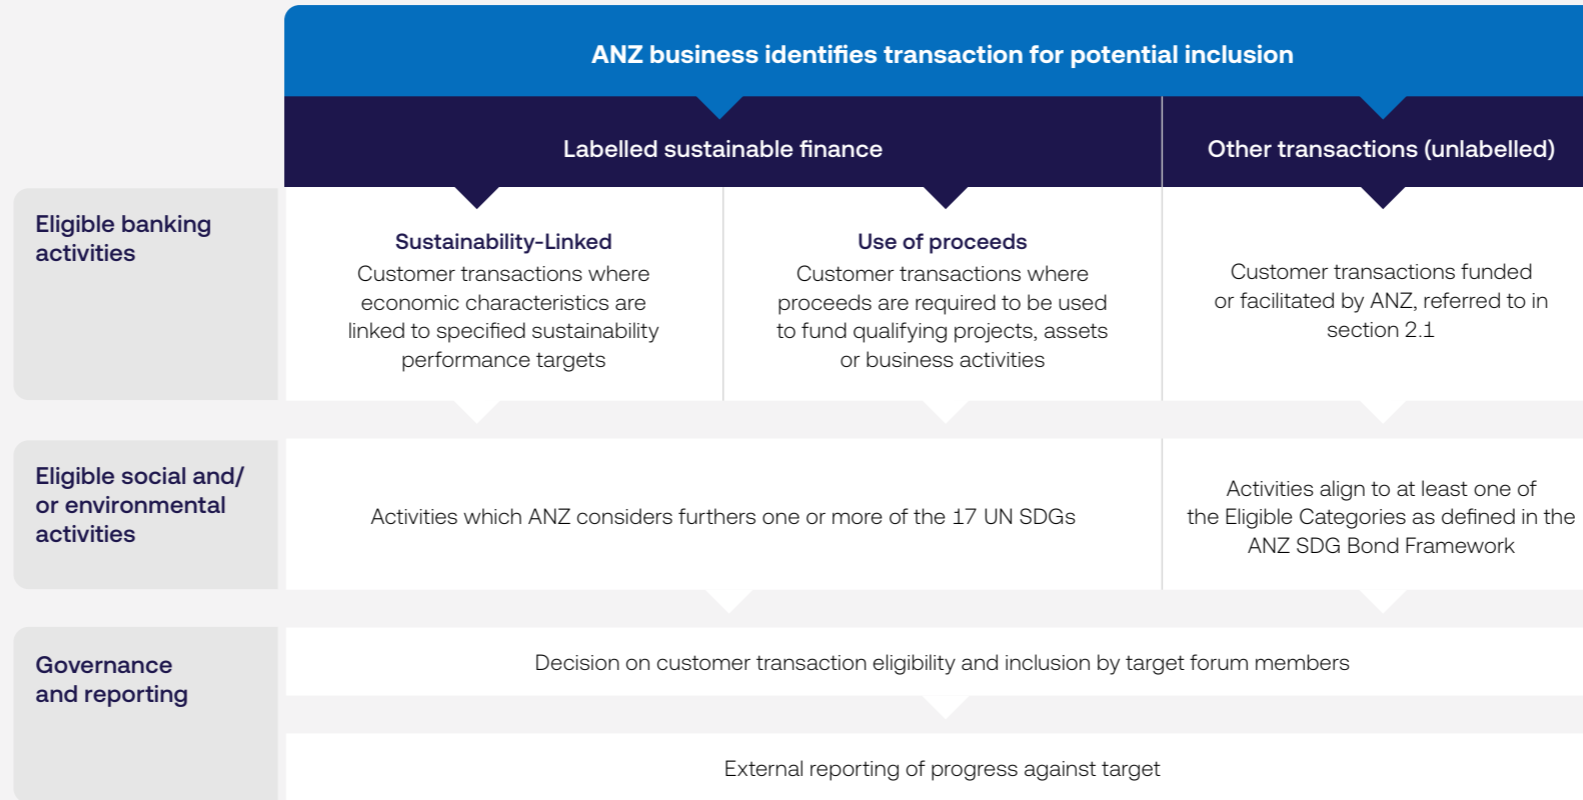 ANZ business identifies transaction for potential inclusion
Labelled sustainable finance
Other transactions (unlabelled)
Eligible banking
activities
Sustainability-Linked
Customer transactions where
economic characteristics are
linked to specified sustainability
performance targets
Use of proceeds
Customer transactions where
proceeds are required to be used
to fund qualifying projects, assets
or business activities
Customer transactions funded
or facilitated by ANZ, referred to in
section 2.1
Eligible social and/
or environmental
activities
Activities which ANZ considers furthers one or more of the 17 UN SDGs
Activities align to at least one of
the Eligible Categories as defined in the
ANZ SDG Bond Framework
Governance
and reporting
Decision on customer transaction eligibility and inclusion by target forum members
External reporting of progress against target